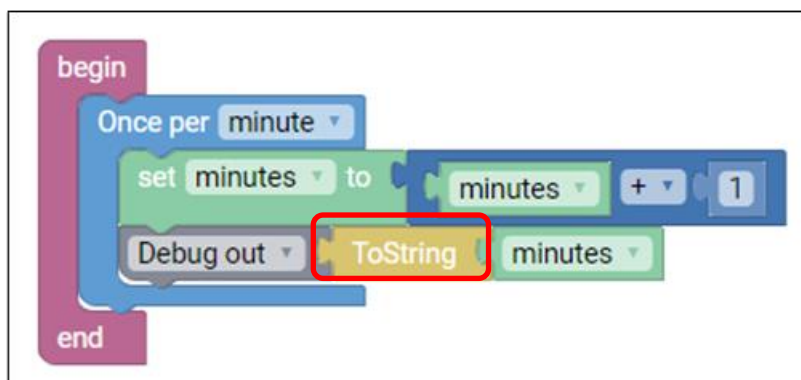 begin
Once per minute
set minutes to minutes + 1
Debug out ToString minutes
end